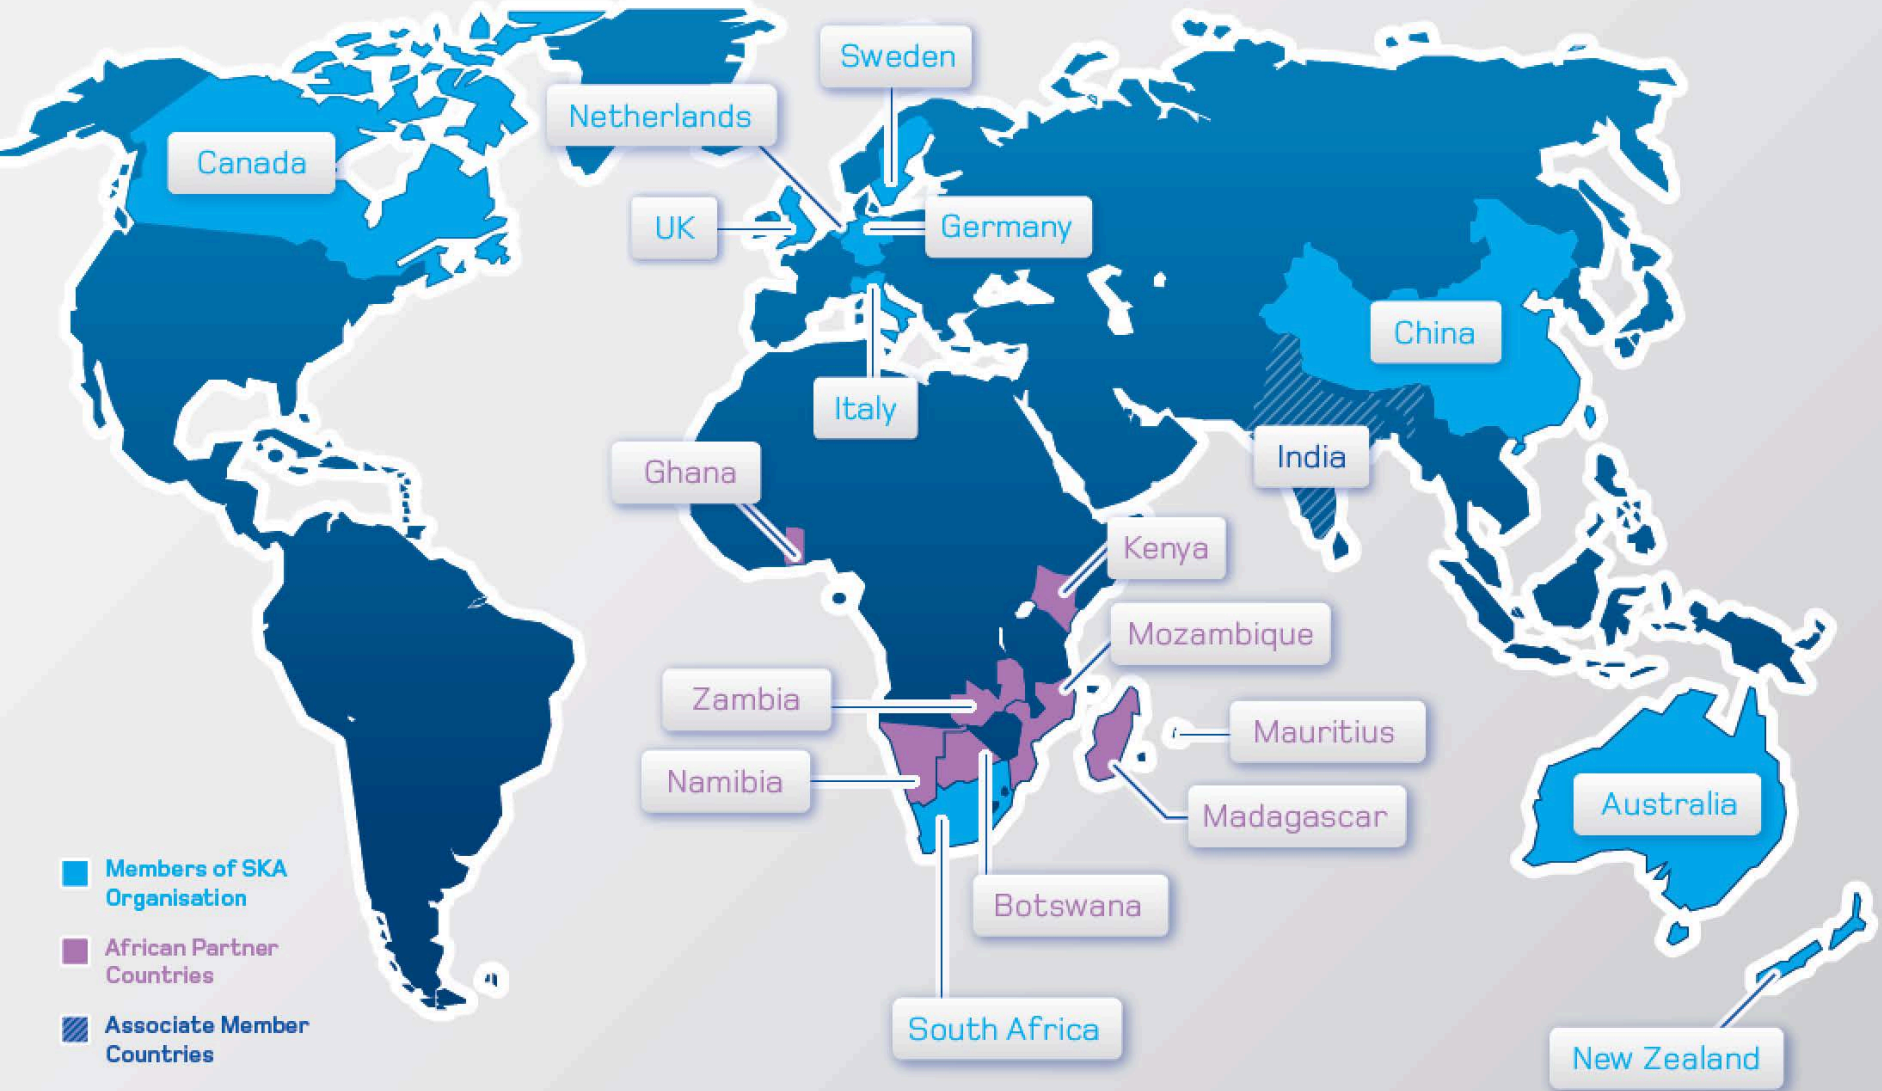 Sweden
Netherlands
Canada
UK
Germany
China
Italy
India
Ghana
Kenya
Mozambique
Zambia
Mauritius
Namibia
Australia
Madagascar
Botswana
South Africa
New Zealand
Members of SKA
Organisation
African Partner
Countries
Associate Member
Countries